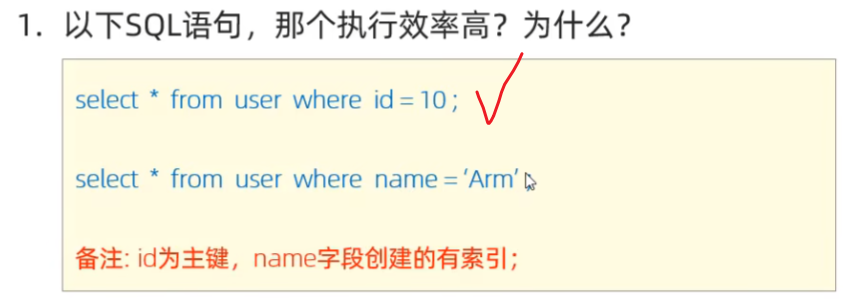 1. 以下SQL语句，那个执行效率高？为什么？
select * from user where id = 10 ;
select * from user where name = 'Arm' ;
备注: id为主键，name字段创建的有索引；